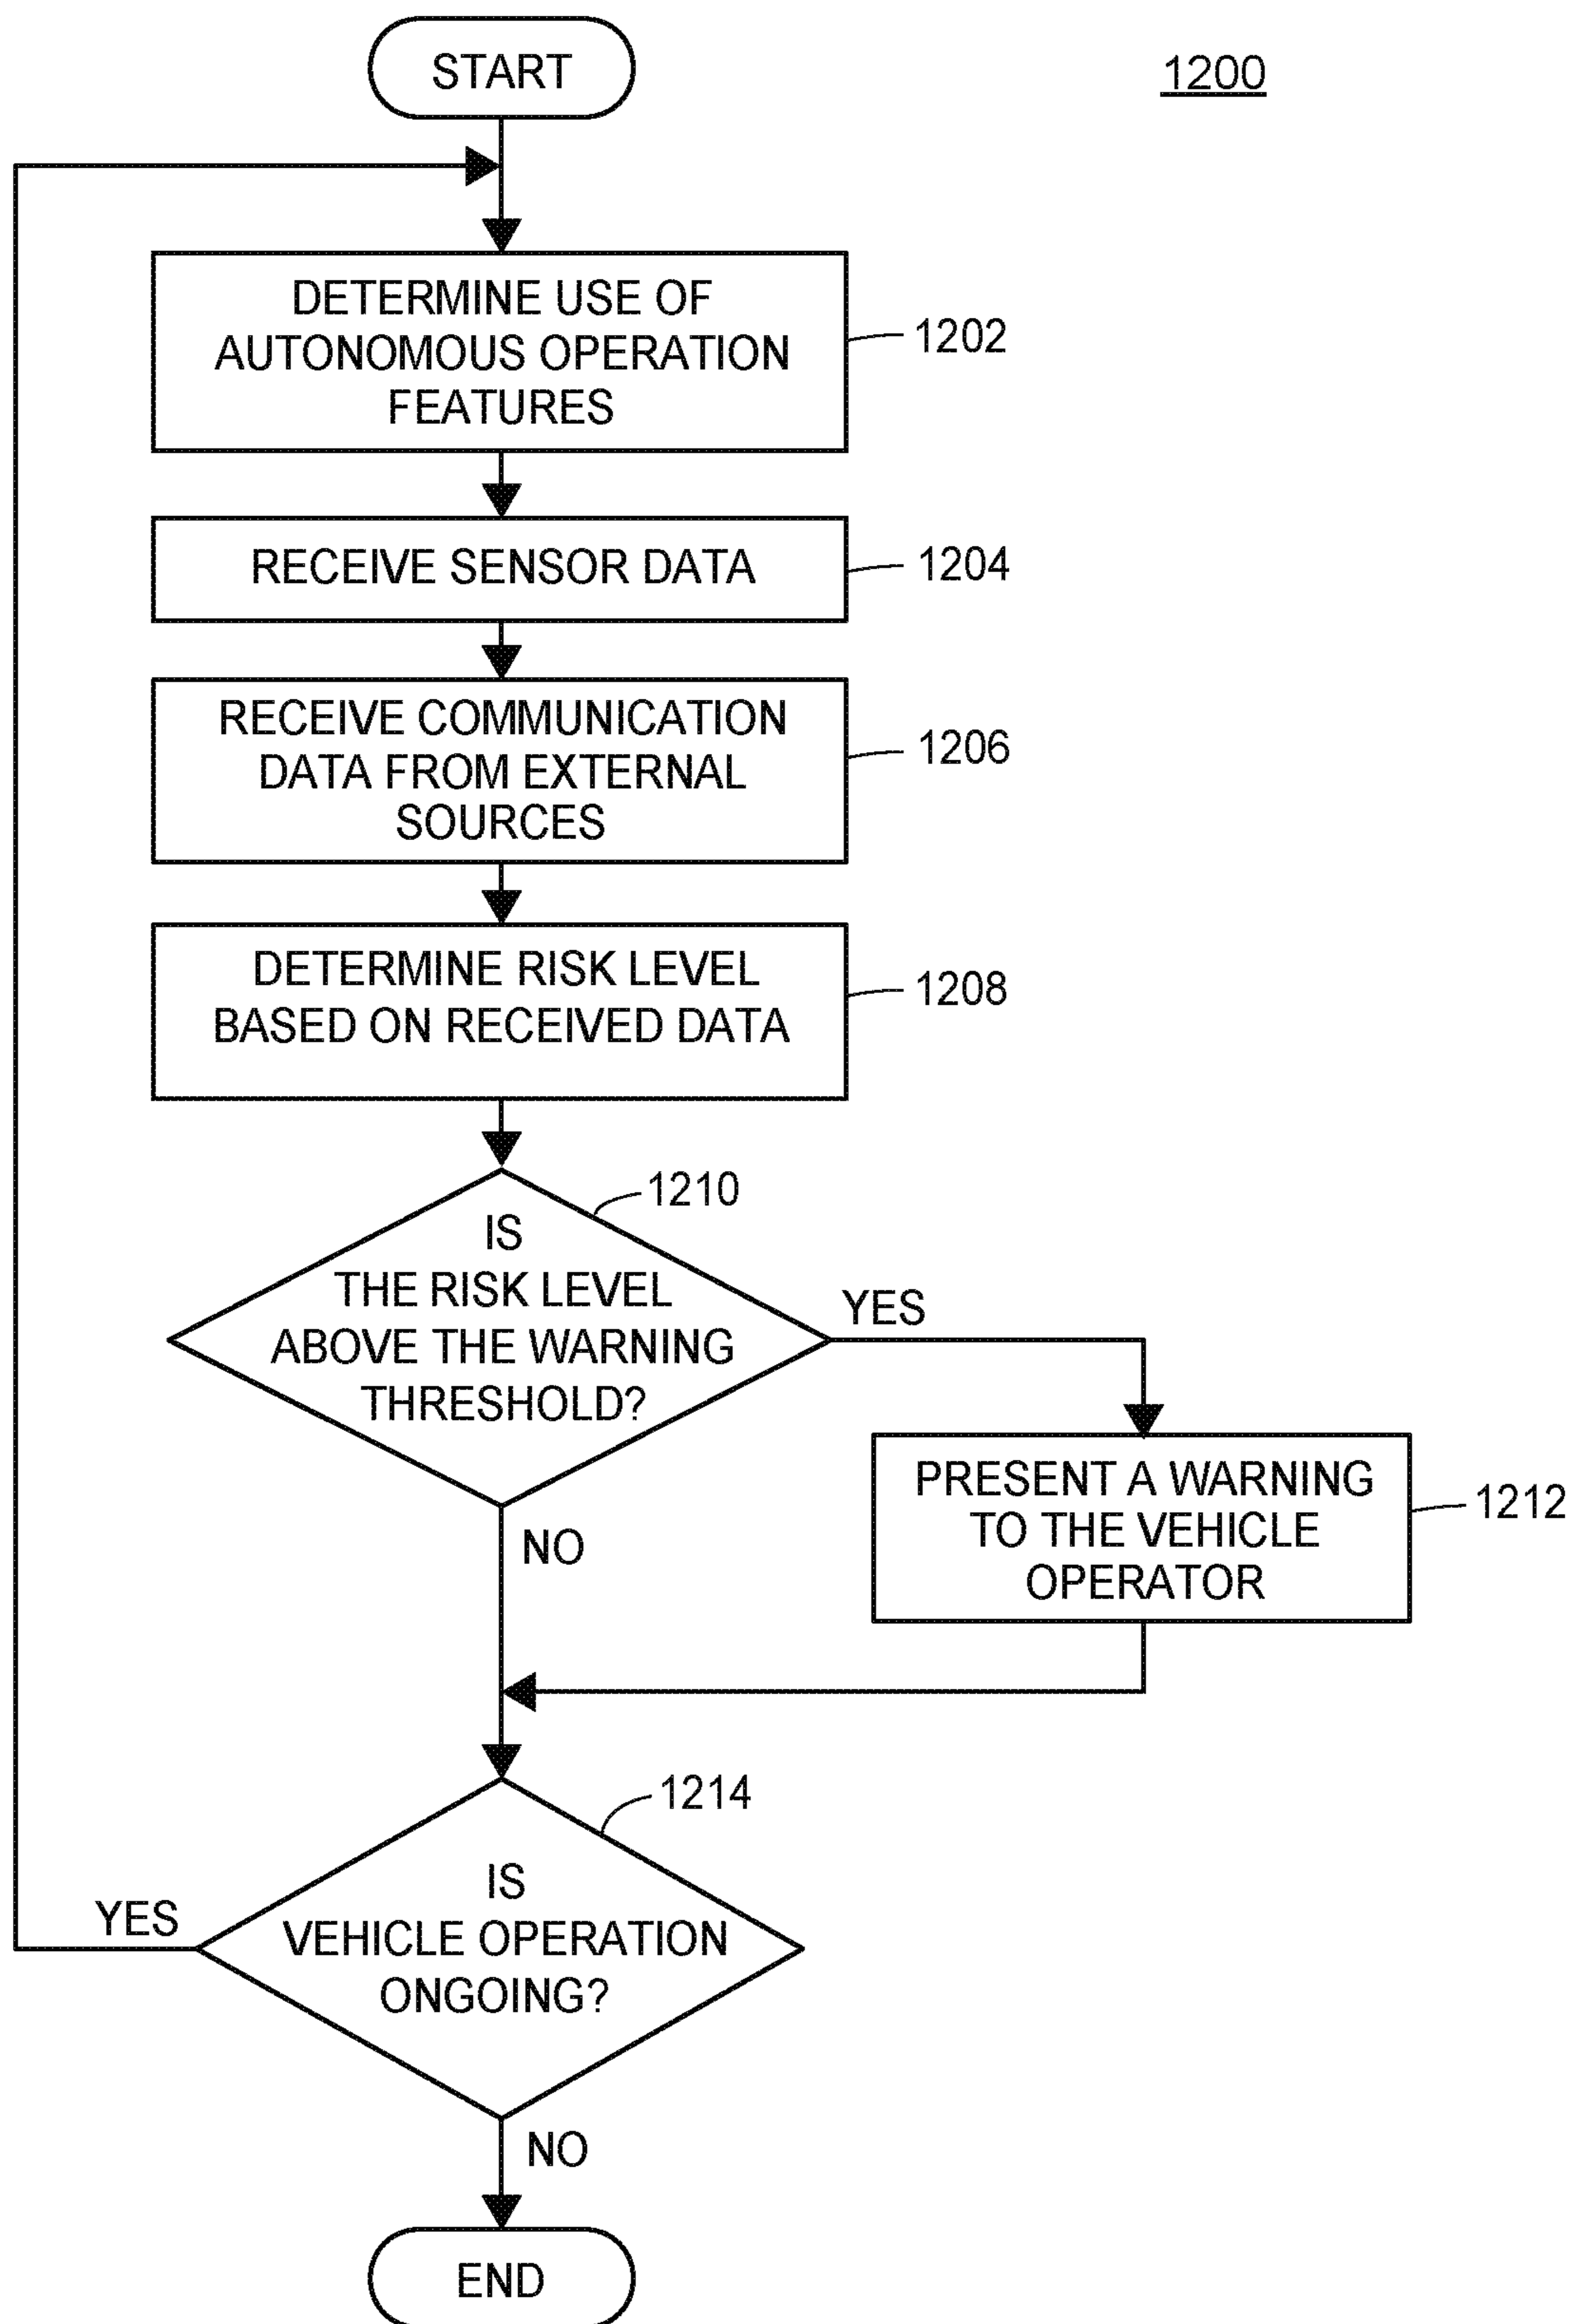 START
1200
DETERMINE USE OF
AUTONOMOUS OPERATION
FEATURES
1202
RECEIVE SENSOR DATA
1204
RECEIVE COMMUNICATION
DATA FROM EXTERNAL
SOURCES
1206
DETERMINE RISK LEVEL
BASED ON RECEIVED DATA
1208
1210
IS
THE RISK LEVEL
ABOVE THE WARNING
THRESHOLD?
YES
NO
PRESENT A WARNING
TO THE VEHICLE
OPERATOR
1212
1214
IS
VEHICLE OPERATION
ONGOING?
YES
NO
END